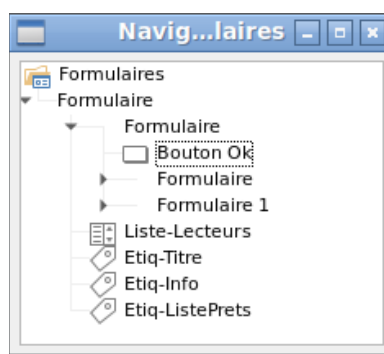 Navig...laires
Formulaires
Formulaire
Formulaire
Bouton Ok
Formulaire
Formulaire 1
Liste-Lecteurs
Etiq-Titre
Etiq-Info
Etiq-ListePrets